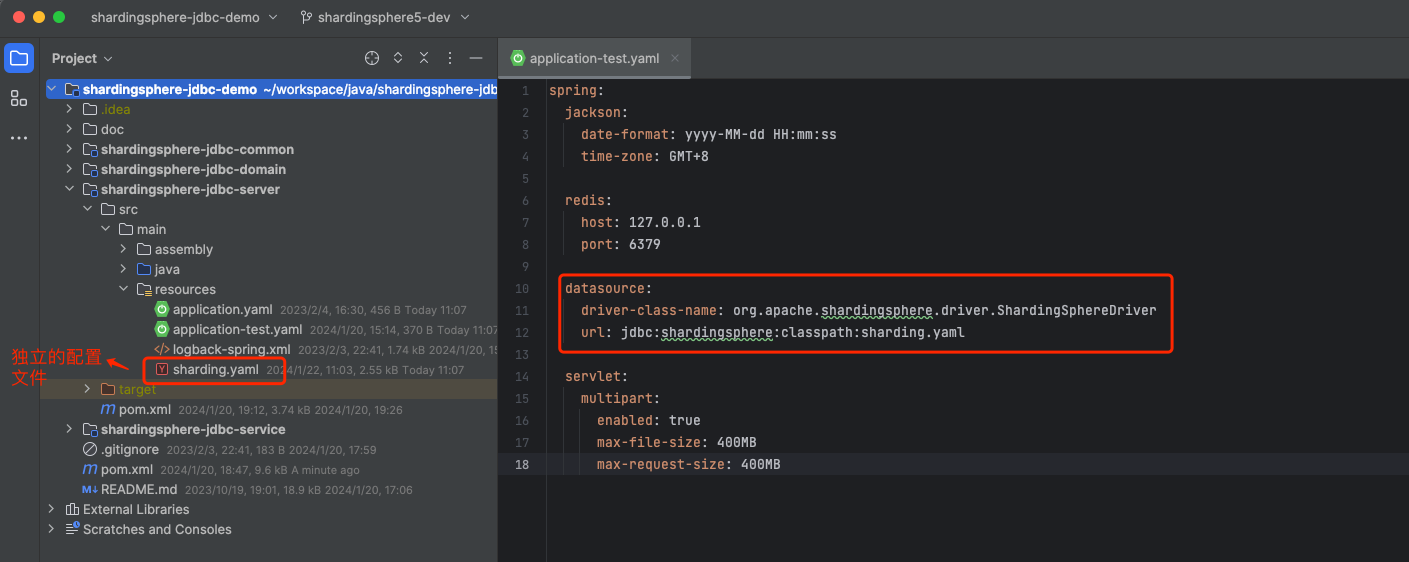 shardingsphere-jdbc-demo
shardingsphere5-dev
Project
shardingsphere-jdbc-demo ~/workspace/java/shardingsphere-jdb
.idea
doc
shardingsphere-jdbc-common
shardingsphere-jdbc-domain
shardingsphere-jdbc-server
src
main
assembly
java
resources
application.yaml 2023/2/4, 16:30, 456 B Today 11:07
application-test.yaml 2024/1/20, 15:14, 370 B Today 11:07
</> logback-spring.xml 2023/2/3, 22:41, 1.74 kB 2024/1/20, 15
独立的配置
文件
Y sharding.yaml 2024/1/22, 11:03, 2.55 kB Today 11:07
target
m pom.xml 2024/1/20, 19:12, 3.74 kB 2024/1/20, 19:26
shardingsphere-jdbc-service
.gitignore 2023/2/3, 22:41, 183 B 2024/1/20, 17:59
m pom.xml 2024/1/20, 18:47, 9.6 kB A minute ago
M↓ README.md 2023/10/19, 19:01, 18.9 kB 2024/1/20, 17:06
External Libraries
Scratches and Consoles
application-test.yaml
1 spring:
2 jackson:
3 date-format: yyyy-MM-dd HH:mm:ss
4 time-zone: GMT+8
5
6 redis:
7 host: 127.0.0.1
8 port: 6379
9
10 datasource:
11 driver-class-name: org.apache.shardingsphere.driver.ShardingSphereDriver
12 url: jdbc:shardingsphere:classpath:sharding.yaml
13
14 servlet:
15 multipart:
16 enabled: true
17 max-file-size: 400MB
18 max-request-size: 400MB